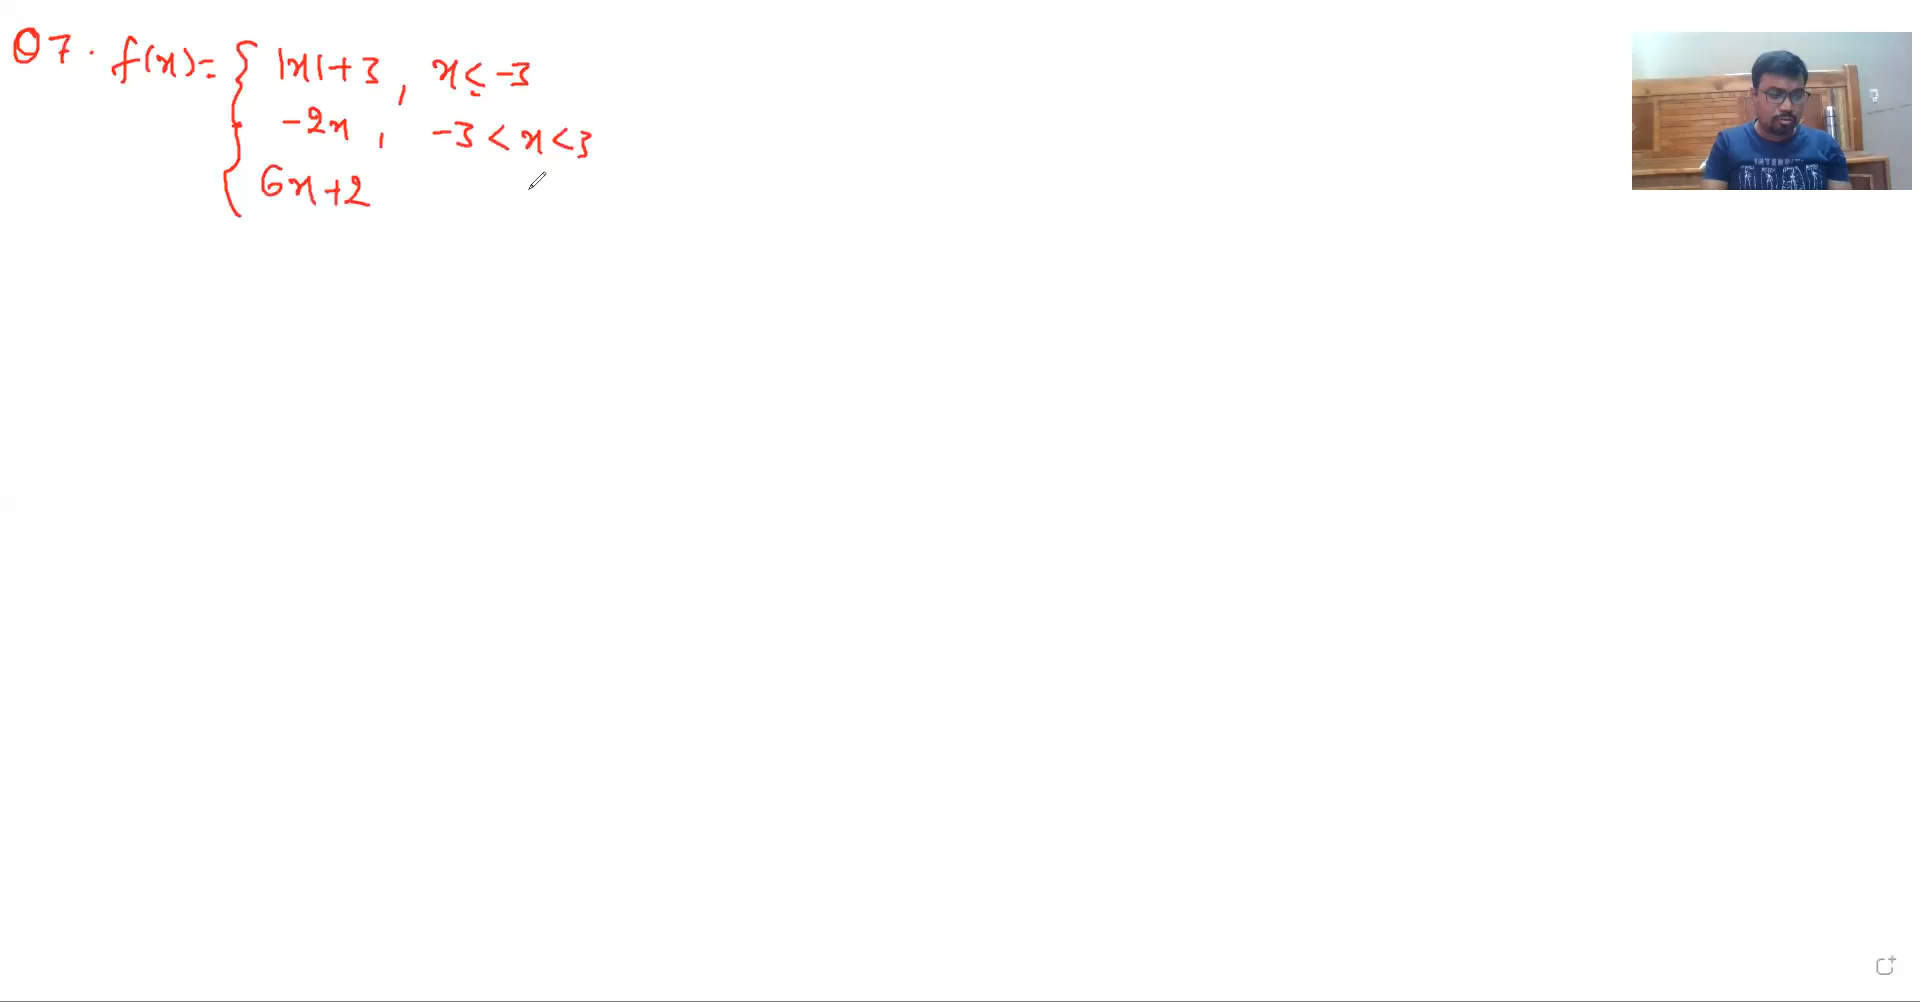 Q7. f(x)= { |x|+3 , x ≤ -3
-2x , -3 < x < 3
6x+2